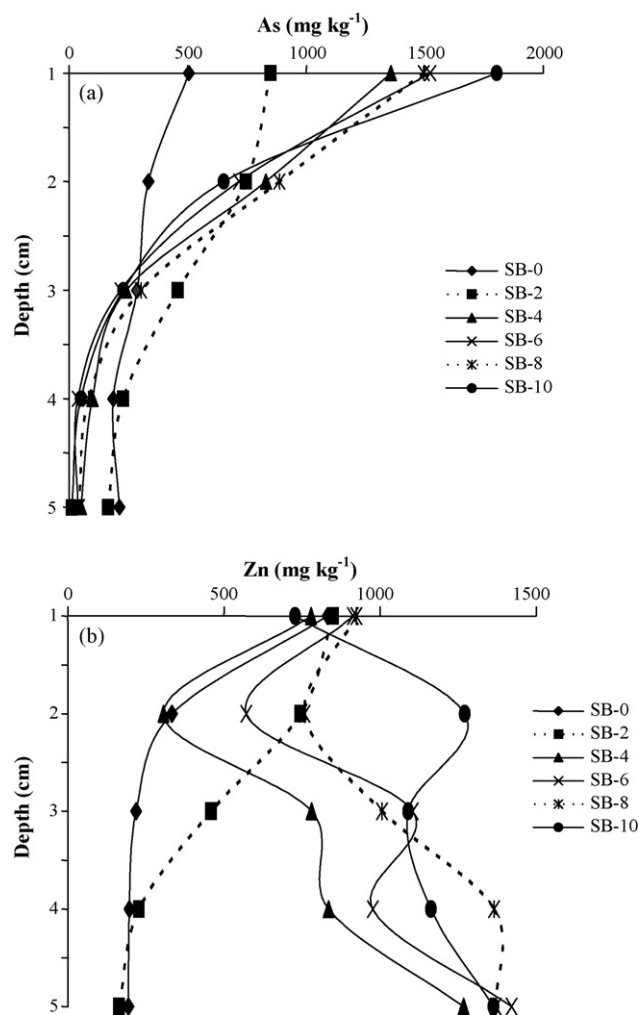 As (mg kg⁻¹)
0 500 1000 1500 2000
1
(a)
2
3
4
5
Depth (cm)
SB-0
SB-2
SB-4
SB-6
SB-8
SB-10
Zn (mg kg⁻¹)
0 500 1000 1500
1
(b)
2
3
4
5
Depth (cm)
SB-0
SB-2
SB-4
SB-6
SB-8
SB-10